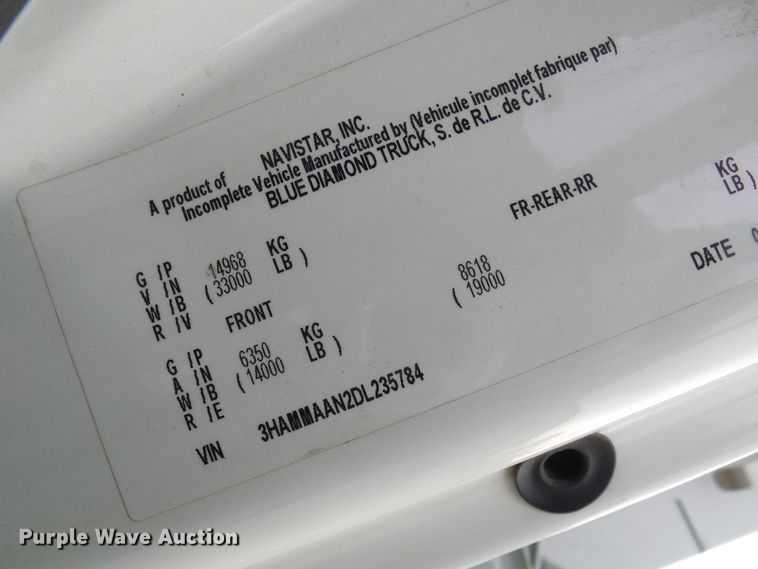 A product of NAVISTAR, INC.
Incomplete Vehicle Manufactured by (Vehicule incomplet fabrique par)
BLUE DIAMOND TRUCK, S. de R.L. de C.V.
G /P 14968 KG
V /N ( 33000 LB )
W /B
R /V
FRONT
FR-REAR-RR
G /P 6350 KG 8618 KG
A /N ( 14000 LB ) ( 19000 LB )
W /B
R /E
VIN 3HAMMAAN2DL235784
DATE
Purple Wave Auction